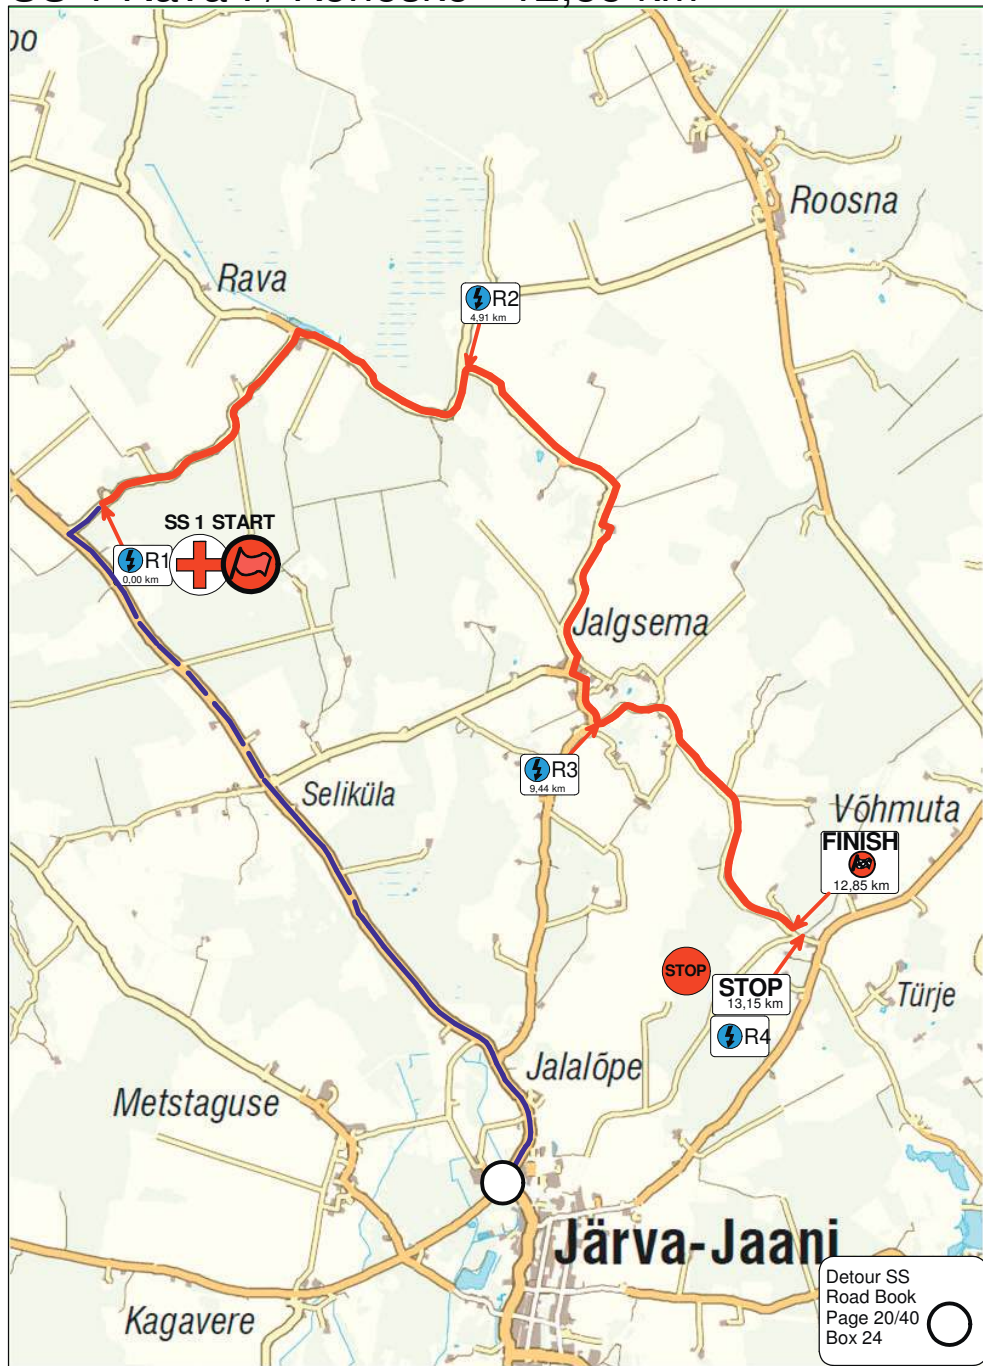 oo
Roosna
Rava
R2
4,91 km
SS 1 START
R1
0,00 km
Jalgsema
R3
9,44 km
Seliküla
Võhmuta
FINISH
12,85 km
STOP
STOP
13,15 km
R4
Türje
Jalalõpe
Metstaguse
Järva-Jaani
Kagavere
Detour SS
Road Book
Page 20/40
Box 24